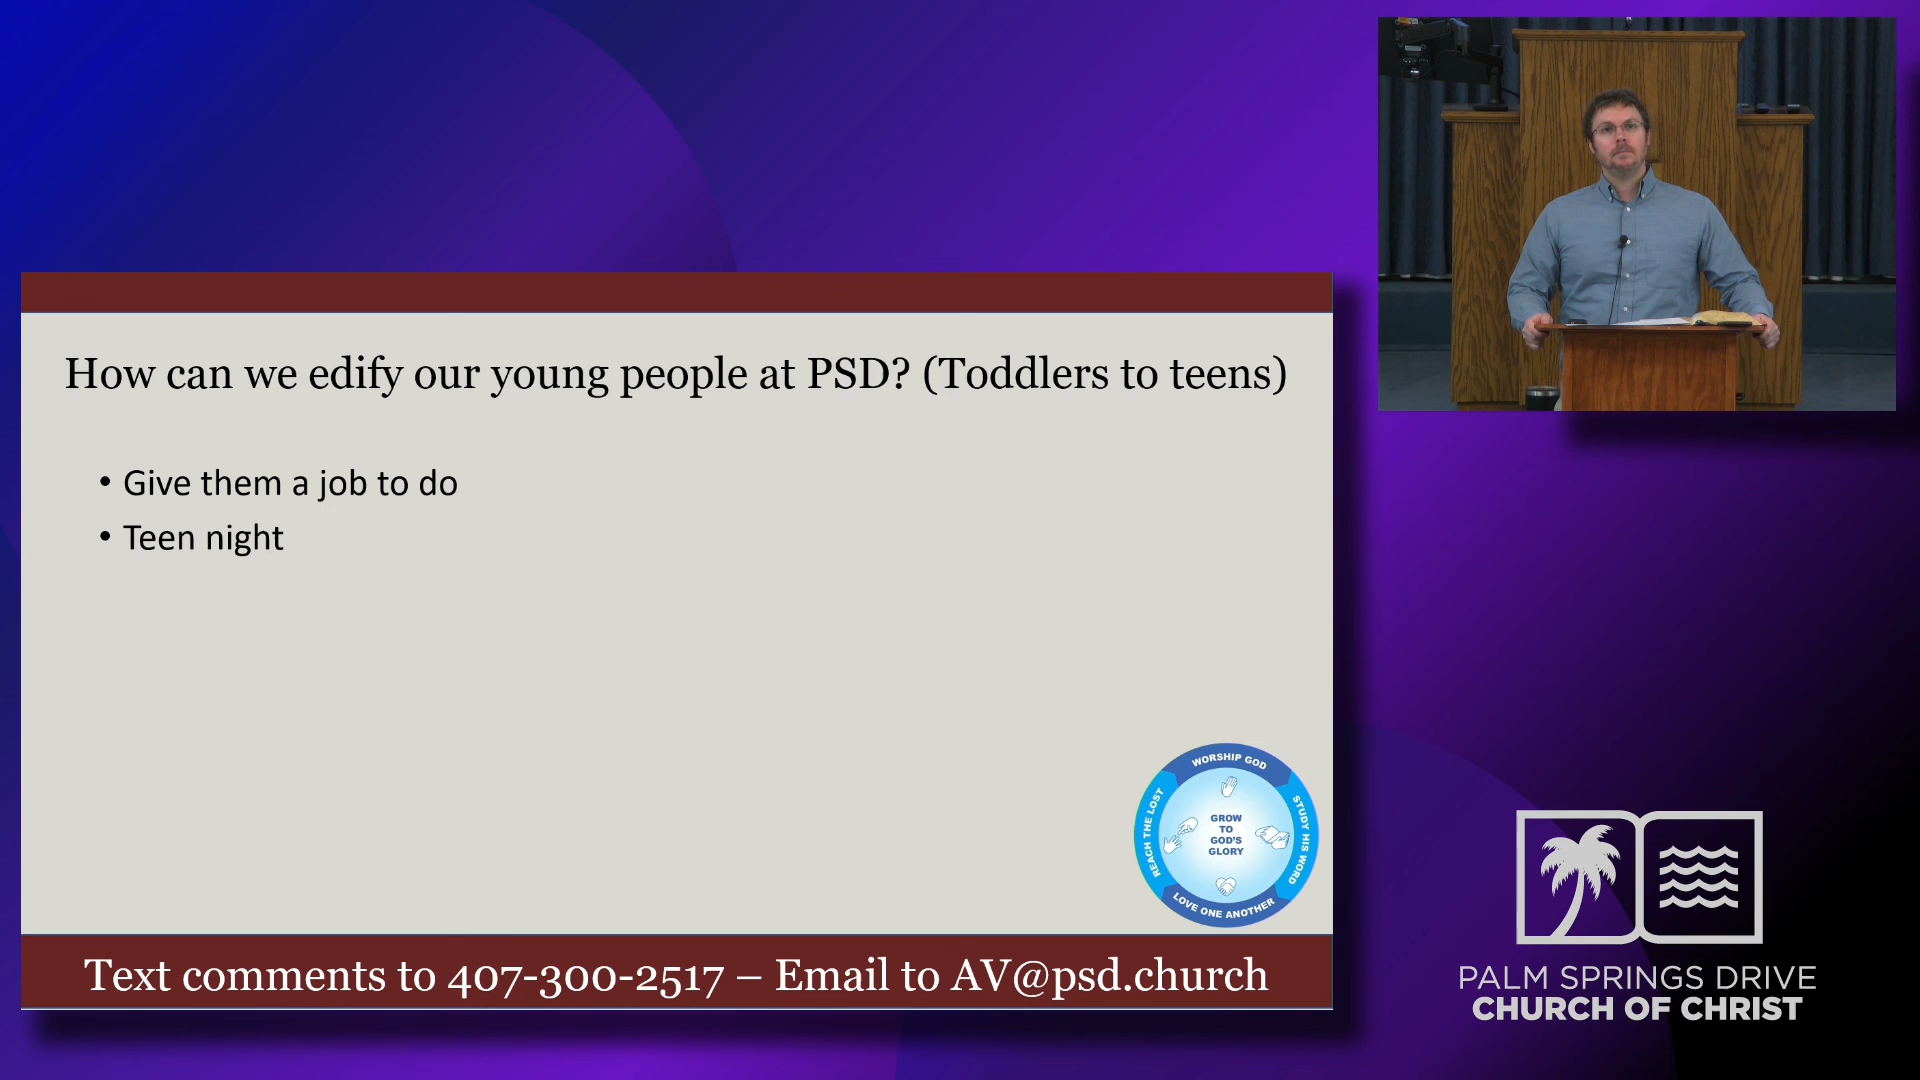 How can we edify our young people at PSD? (Toddlers to teens)
• Give them a job to do
• Teen night
WORSHIP GOD
STUDY HIS WORD
LOVE ONE ANOTHER
REACH THE LOST
GROW
TO
GOD'S
GLORY
Text comments to 407-300-2517 – Email to AV@psd.church
PALM SPRINGS DRIVE
CHURCH OF CHRIST